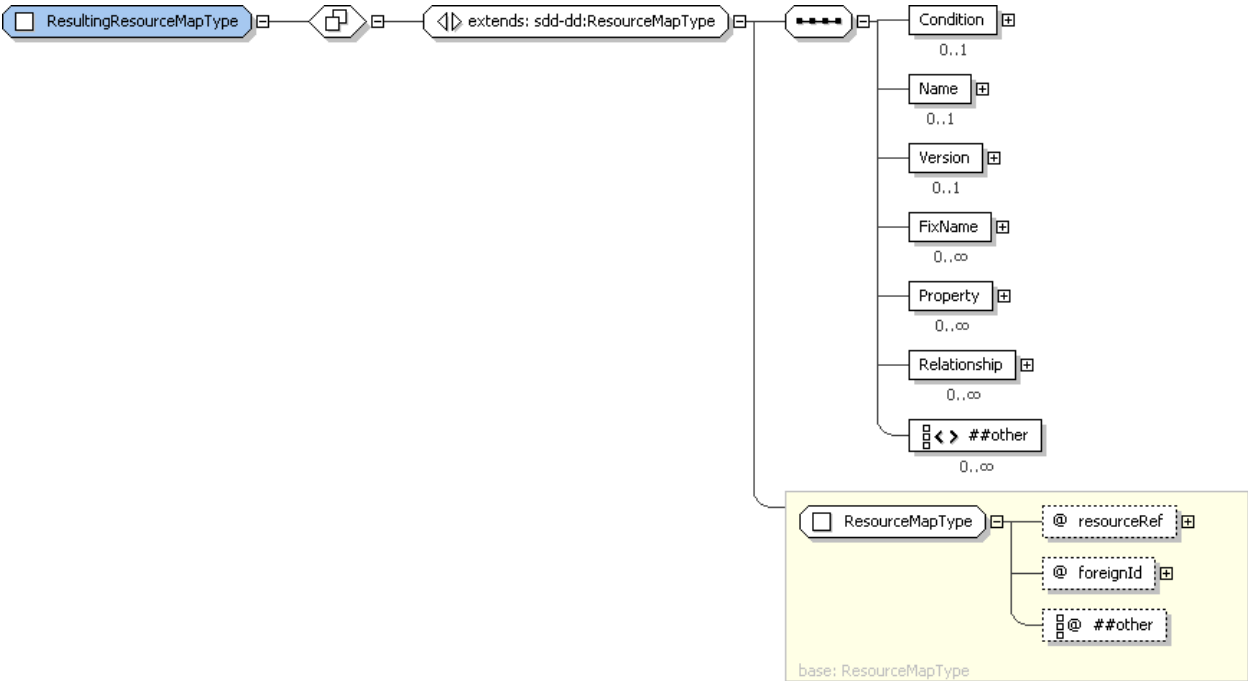 ResultingResourceMapType
extends: sdd-dd:ResourceMapType
Condition
0..1
Name
0..1
Version
0..1
FixName
0..∞
Property
0..∞
Relationship
0..∞
##other
0..∞
ResourceMapType
@ resourceRef
@ foreignId
@ ##other
base: ResourceMapType